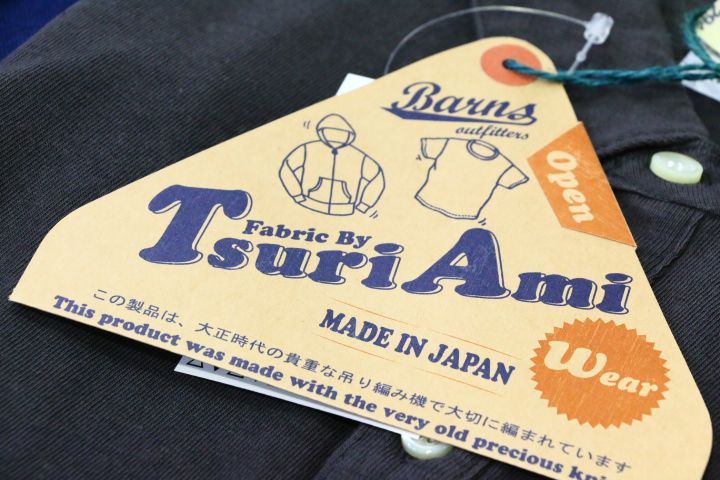 Barns
outfitters
Open
Fabric By
Tsuri Ami
MADE IN JAPAN
Wear
この製品は、大正時代の貴重な吊り編み機で大切に編まれています
This product was made with the very old precious